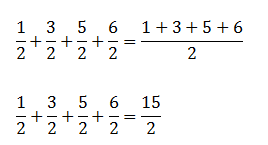 1/2 + 3/2 + 5/2 + 6/2 = (1 + 3 + 5 + 6)/2
1/2 + 3/2 + 5/2 + 6/2 = 15/2